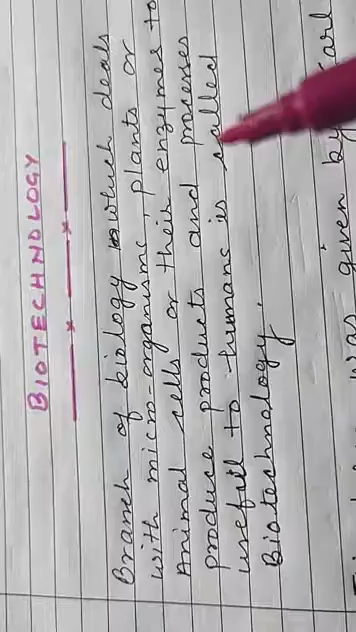 BIOTECHNOLOGY
Branch of biology which deals
with micro-organisms, plants or
Animal cells or their enzymes to
produce products and processes
useful to humans is called
Biotechnology.
was given by